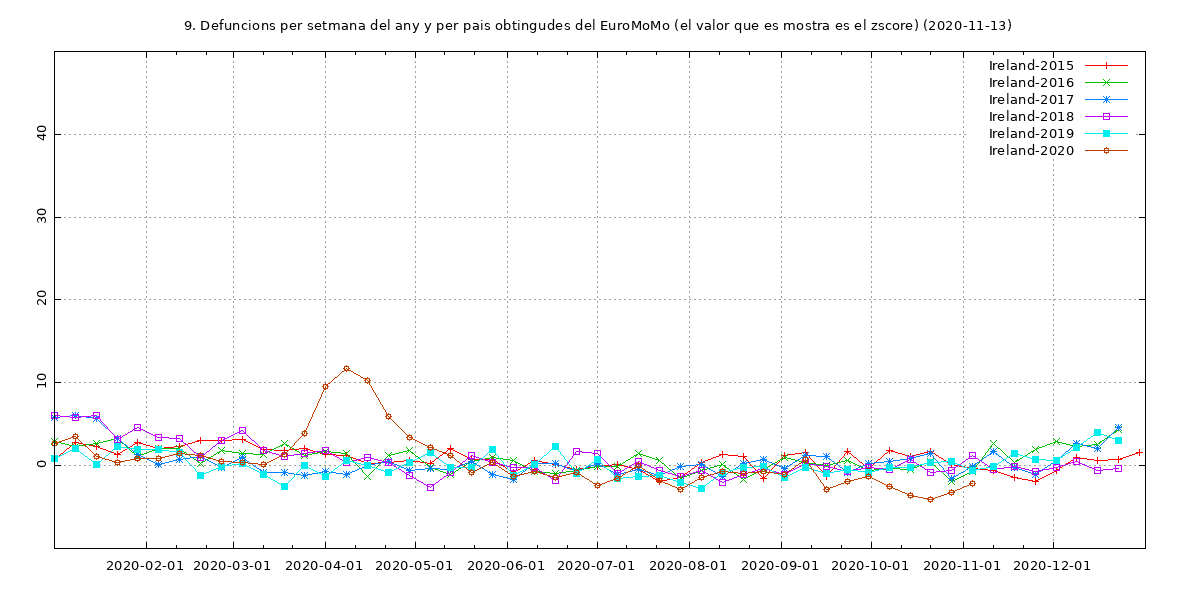 9. Defuncions per setmana del any y per pais obtingudes del EuroMoMo (el valor que es mostra es el zscore) (2020-11-13)
Ireland-2015
Ireland-2016
Ireland-2017
Ireland-2018
Ireland-2019
Ireland-2020
40
30
20
10
0
2020-02-01 2020-03-01 2020-04-01 2020-05-01 2020-06-01 2020-07-01 2020-08-01 2020-09-01 2020-10-01 2020-11-01 2020-12-01